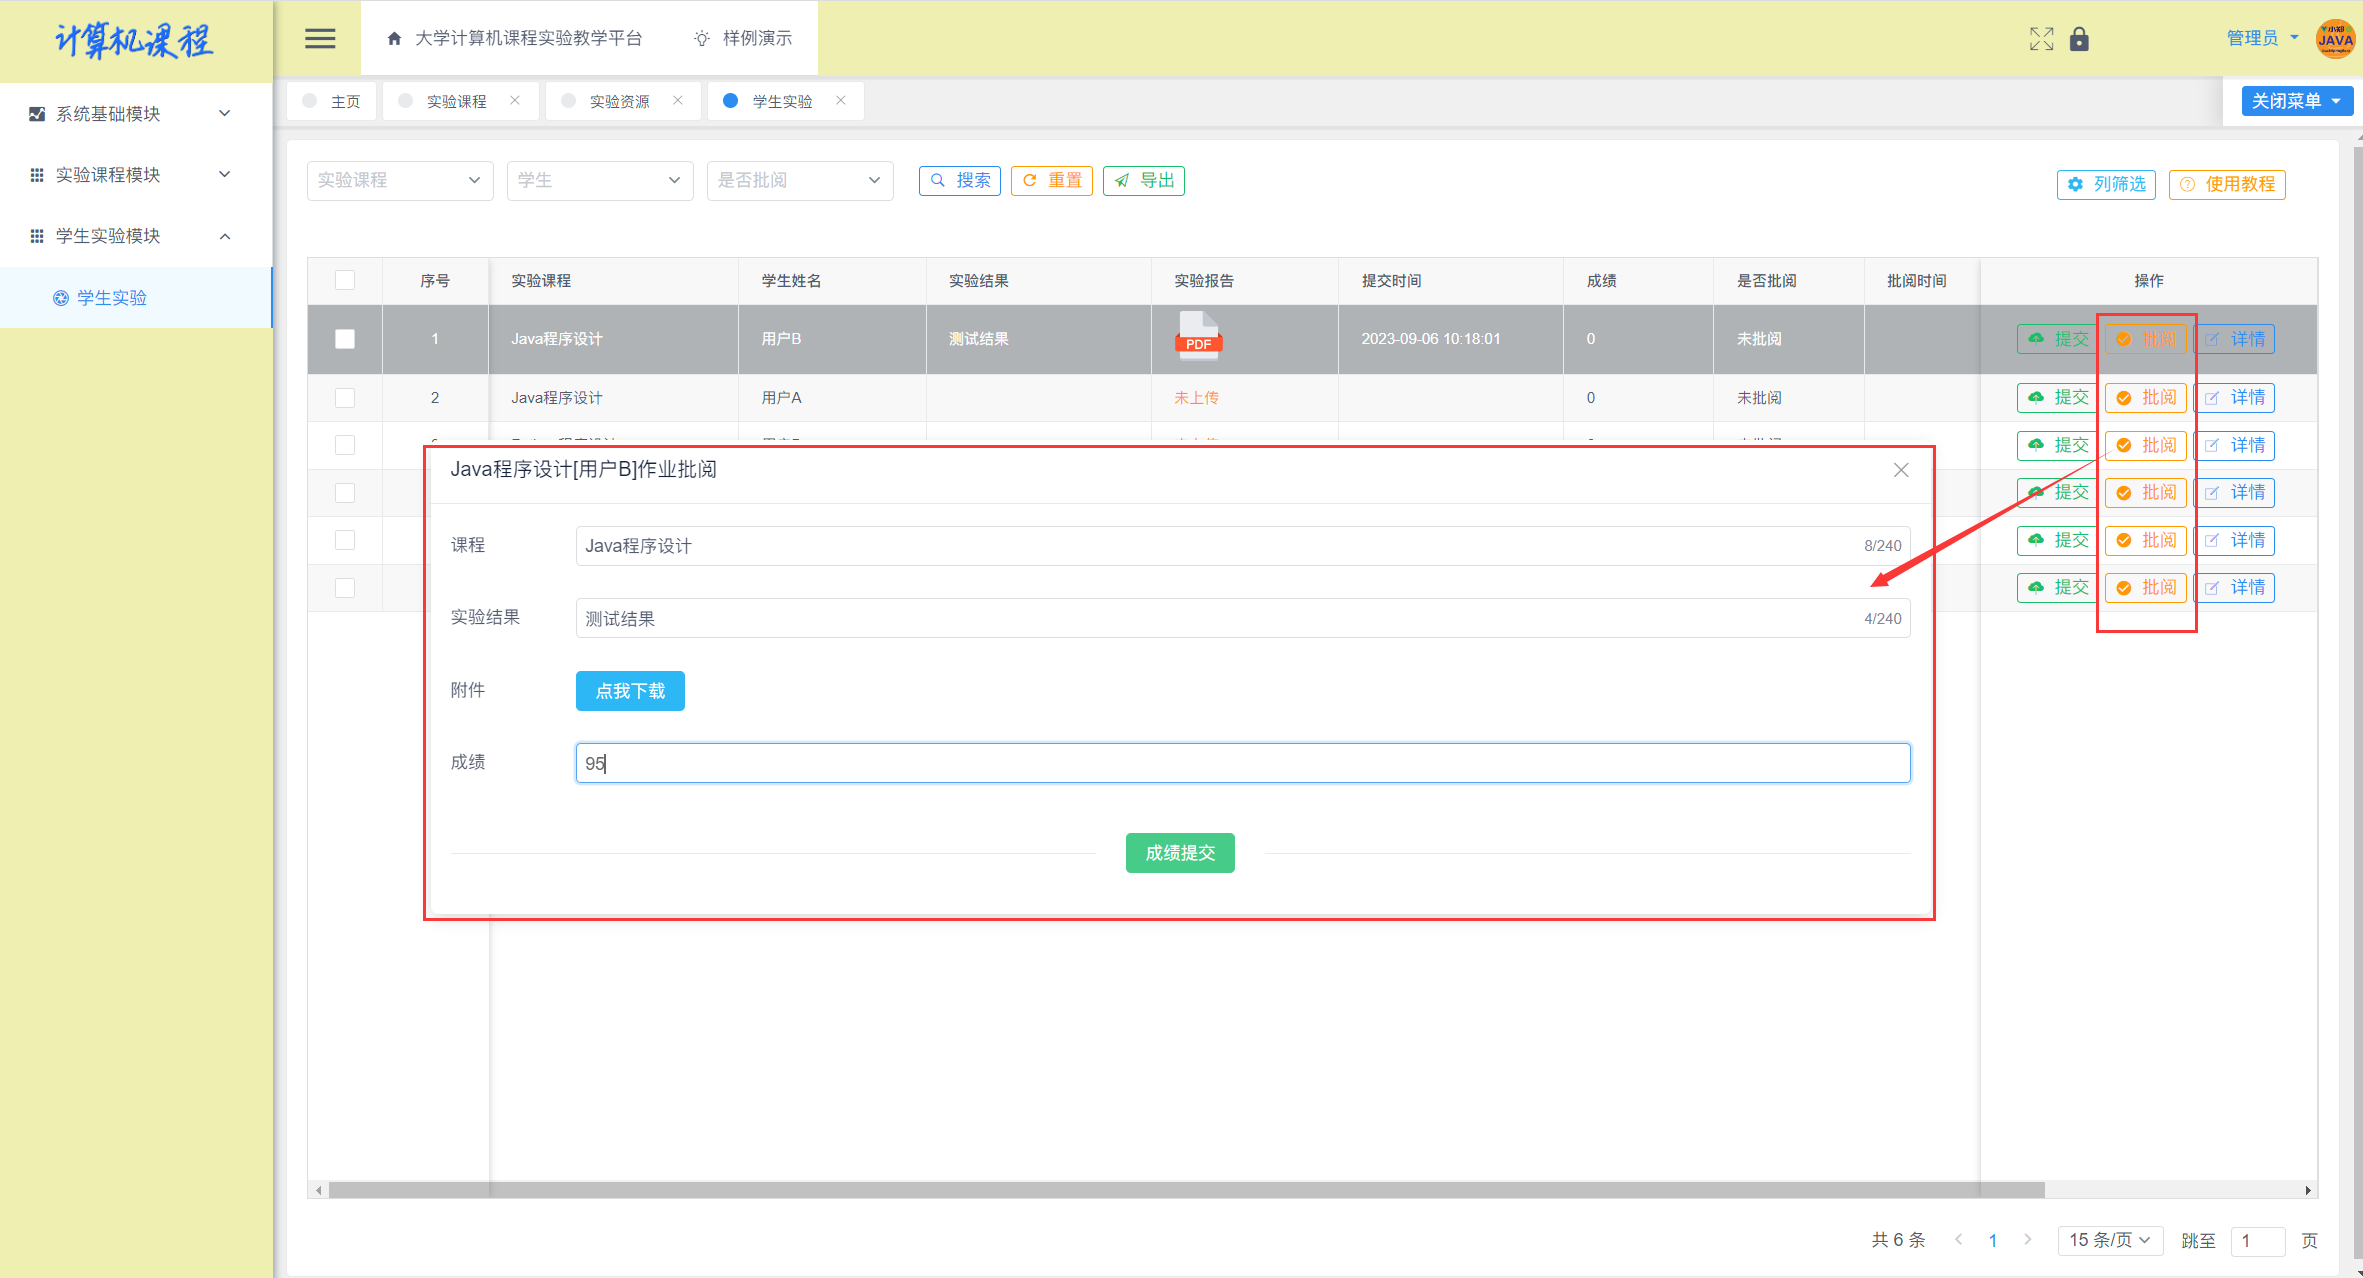 计算机课程
大学计算机课程实验教学平台
样例演示
管理员
小郑
JAVA
系统基础模块
实验课程模块
学生实验模块
学生实验
主页
实验课程
实验资源
学生实验
关闭菜单
实验课程
学生
是否批阅
搜索
重置
导出
列筛选
使用教程
序号 实验课程 学生姓名 实验结果 实验报告 提交时间 成绩 是否批阅 批阅时间 操作
1 Java程序设计 用户B 测试结果 PDF 2023-09-06 10:18:01 0 未批阅 提交 批阅 详情
2 Java程序设计 用户A 未上传 0 未批阅 提交 批阅 详情
提交 批阅 详情
提交 批阅 详情
提交 批阅 详情
提交 批阅 详情
Java程序设计[用户B]作业批阅
课程 Java程序设计 8/240
实验结果 测试结果 4/240
附件 点我下载
成绩 95
成绩提交
共 6 条 1 15 条/页 跳至 1 页